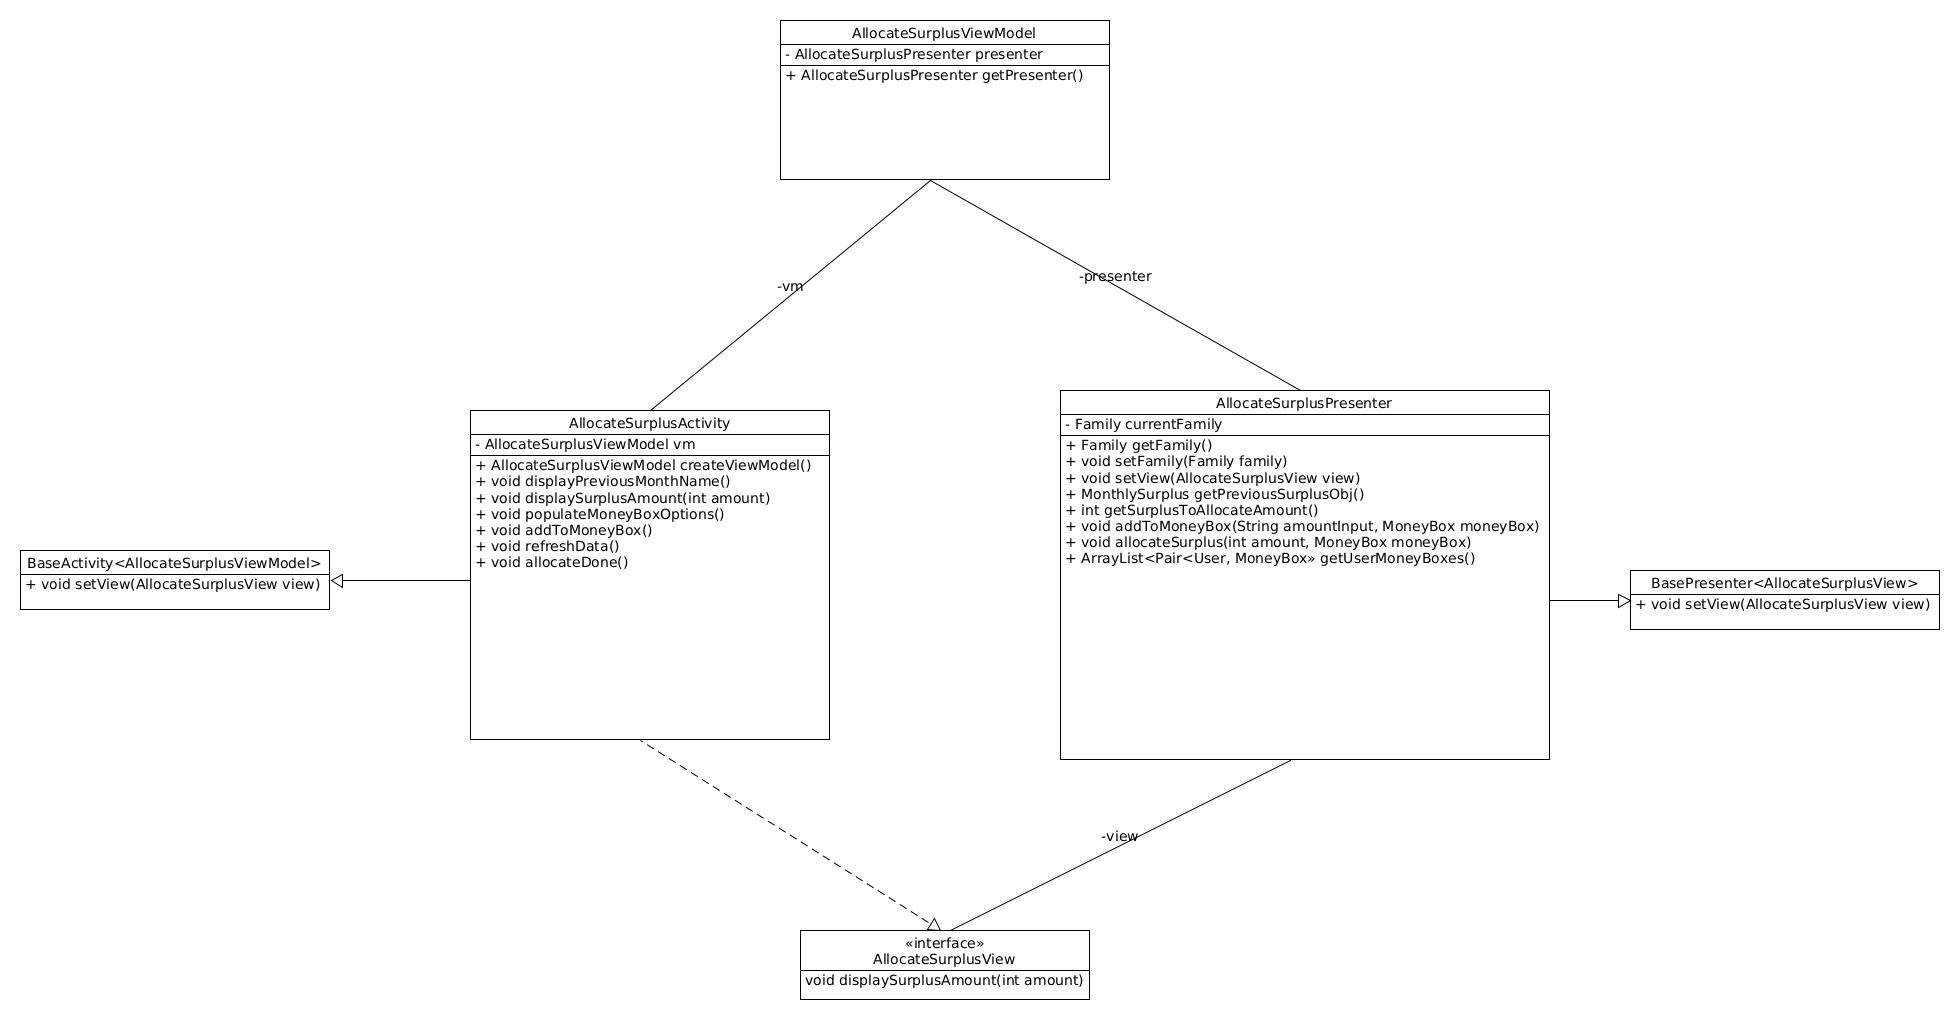 AllocateSurplusViewModel
- AllocateSurplusPresenter presenter
+ AllocateSurplusPresenter getPresenter()
-vm
-presenter
AllocateSurplusActivity
- AllocateSurplusViewModel vm
+ AllocateSurplusViewModel createViewModel()
+ void displayPreviousMonthName()
+ void displaySurplusAmount(int amount)
+ void populateMoneyBoxOptions()
+ void addToMoneyBox()
+ void refreshData()
+ void allocateDone()
AllocateSurplusPresenter
- Family currentFamily
+ Family getFamily()
+ void setFamily(Family family)
+ void setView(AllocateSurplusView view)
+ MonthlySurplus getPreviousSurplusObj()
+ int getSurplusToAllocateAmount()
+ void addToMoneyBox(String amountInput, MoneyBox moneyBox)
+ void allocateSurplus(int amount, MoneyBox moneyBox)
+ ArrayList<Pair<User, MoneyBox» getUserMoneyBoxes()
BaseActivity<AllocateSurplusViewModel>
+ void setView(AllocateSurplusView view)
BasePresenter<AllocateSurplusView>
+ void setView(AllocateSurplusView view)
-view
«interface»
AllocateSurplusView
void displaySurplusAmount(int amount)